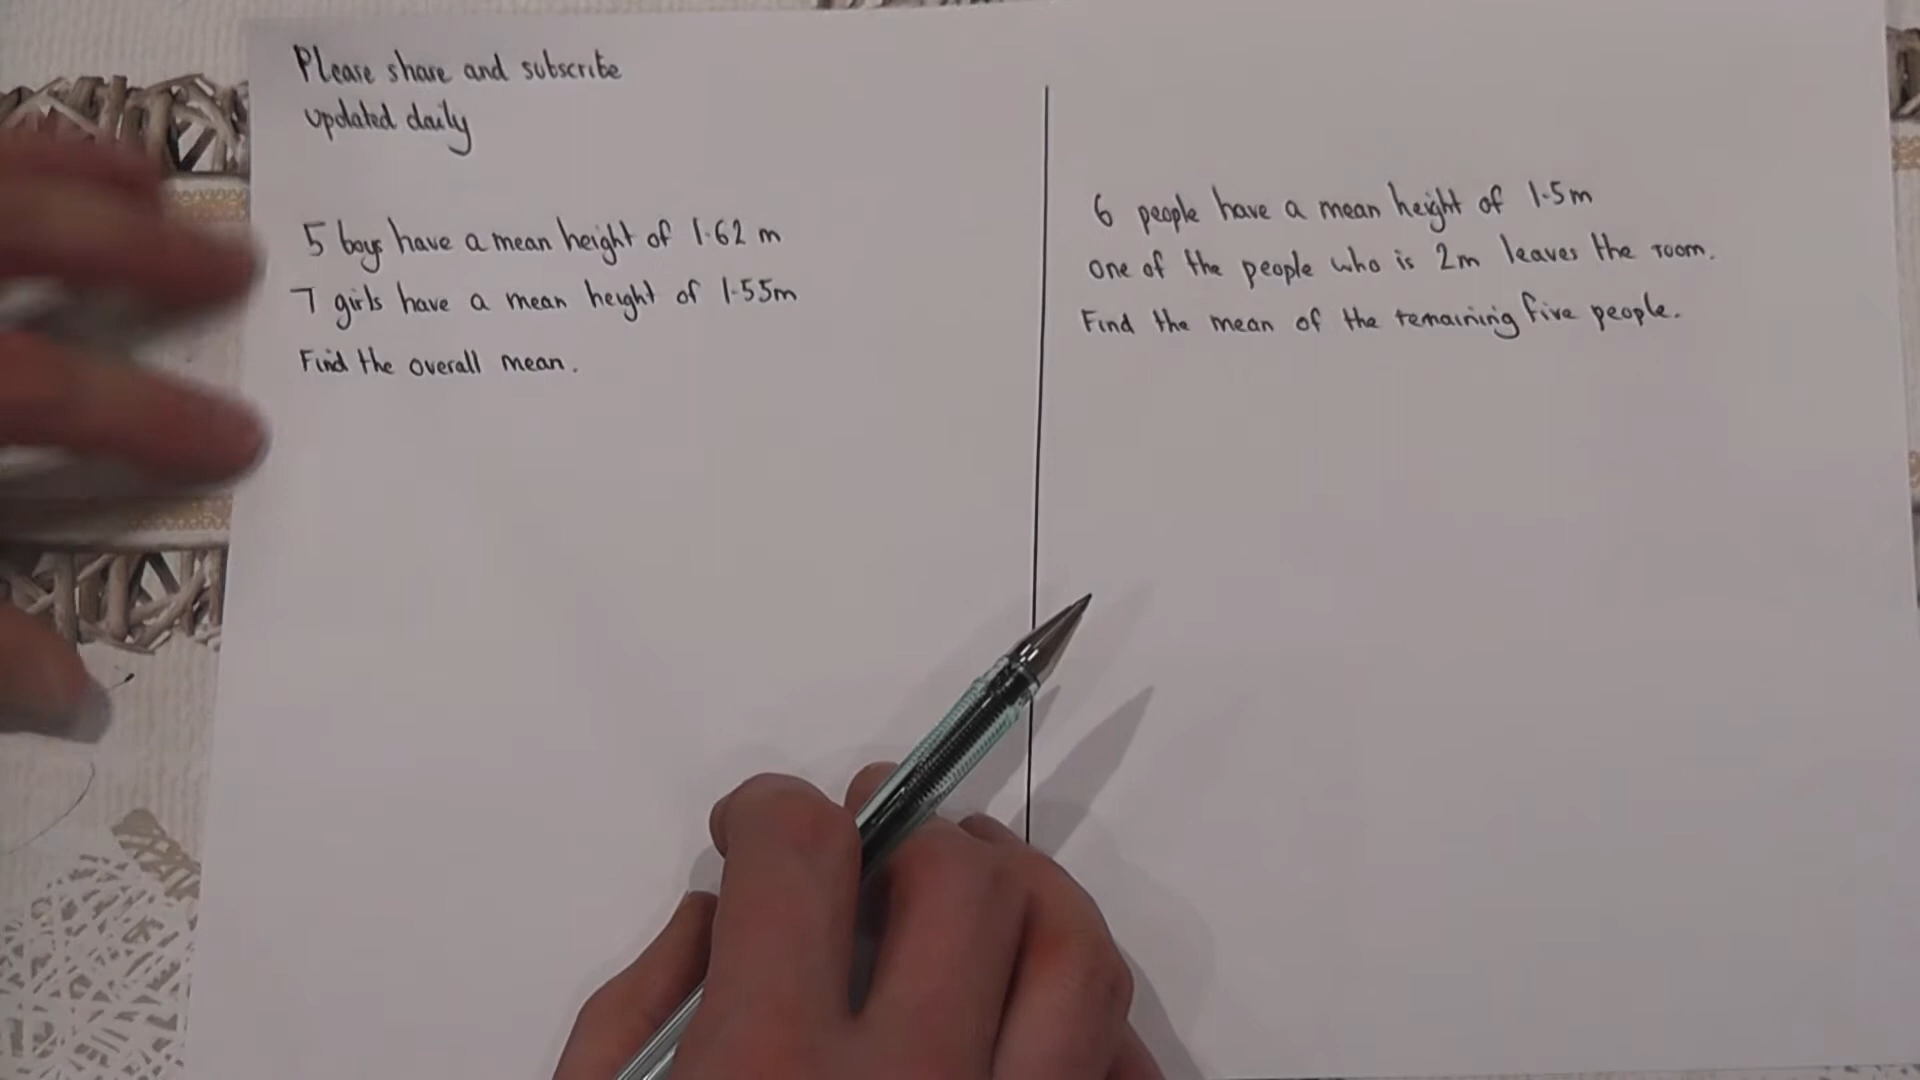 Please share and subscribe
updated daily
5 boys have a mean height of 1.62 m
7 girls have a mean height of 1.55m
Find the overall mean.
6 people have a mean height of 1.5m
one of the people who is 2m leaves the room.
Find the mean of the remaining five people.